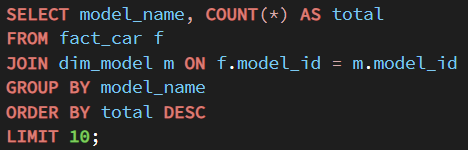 SELECT model_name, COUNT(*) AS total
FROM fact_car f
JOIN dim_model m ON f.model_id = m.model_id
GROUP BY model_name
ORDER BY total DESC
LIMIT 10;